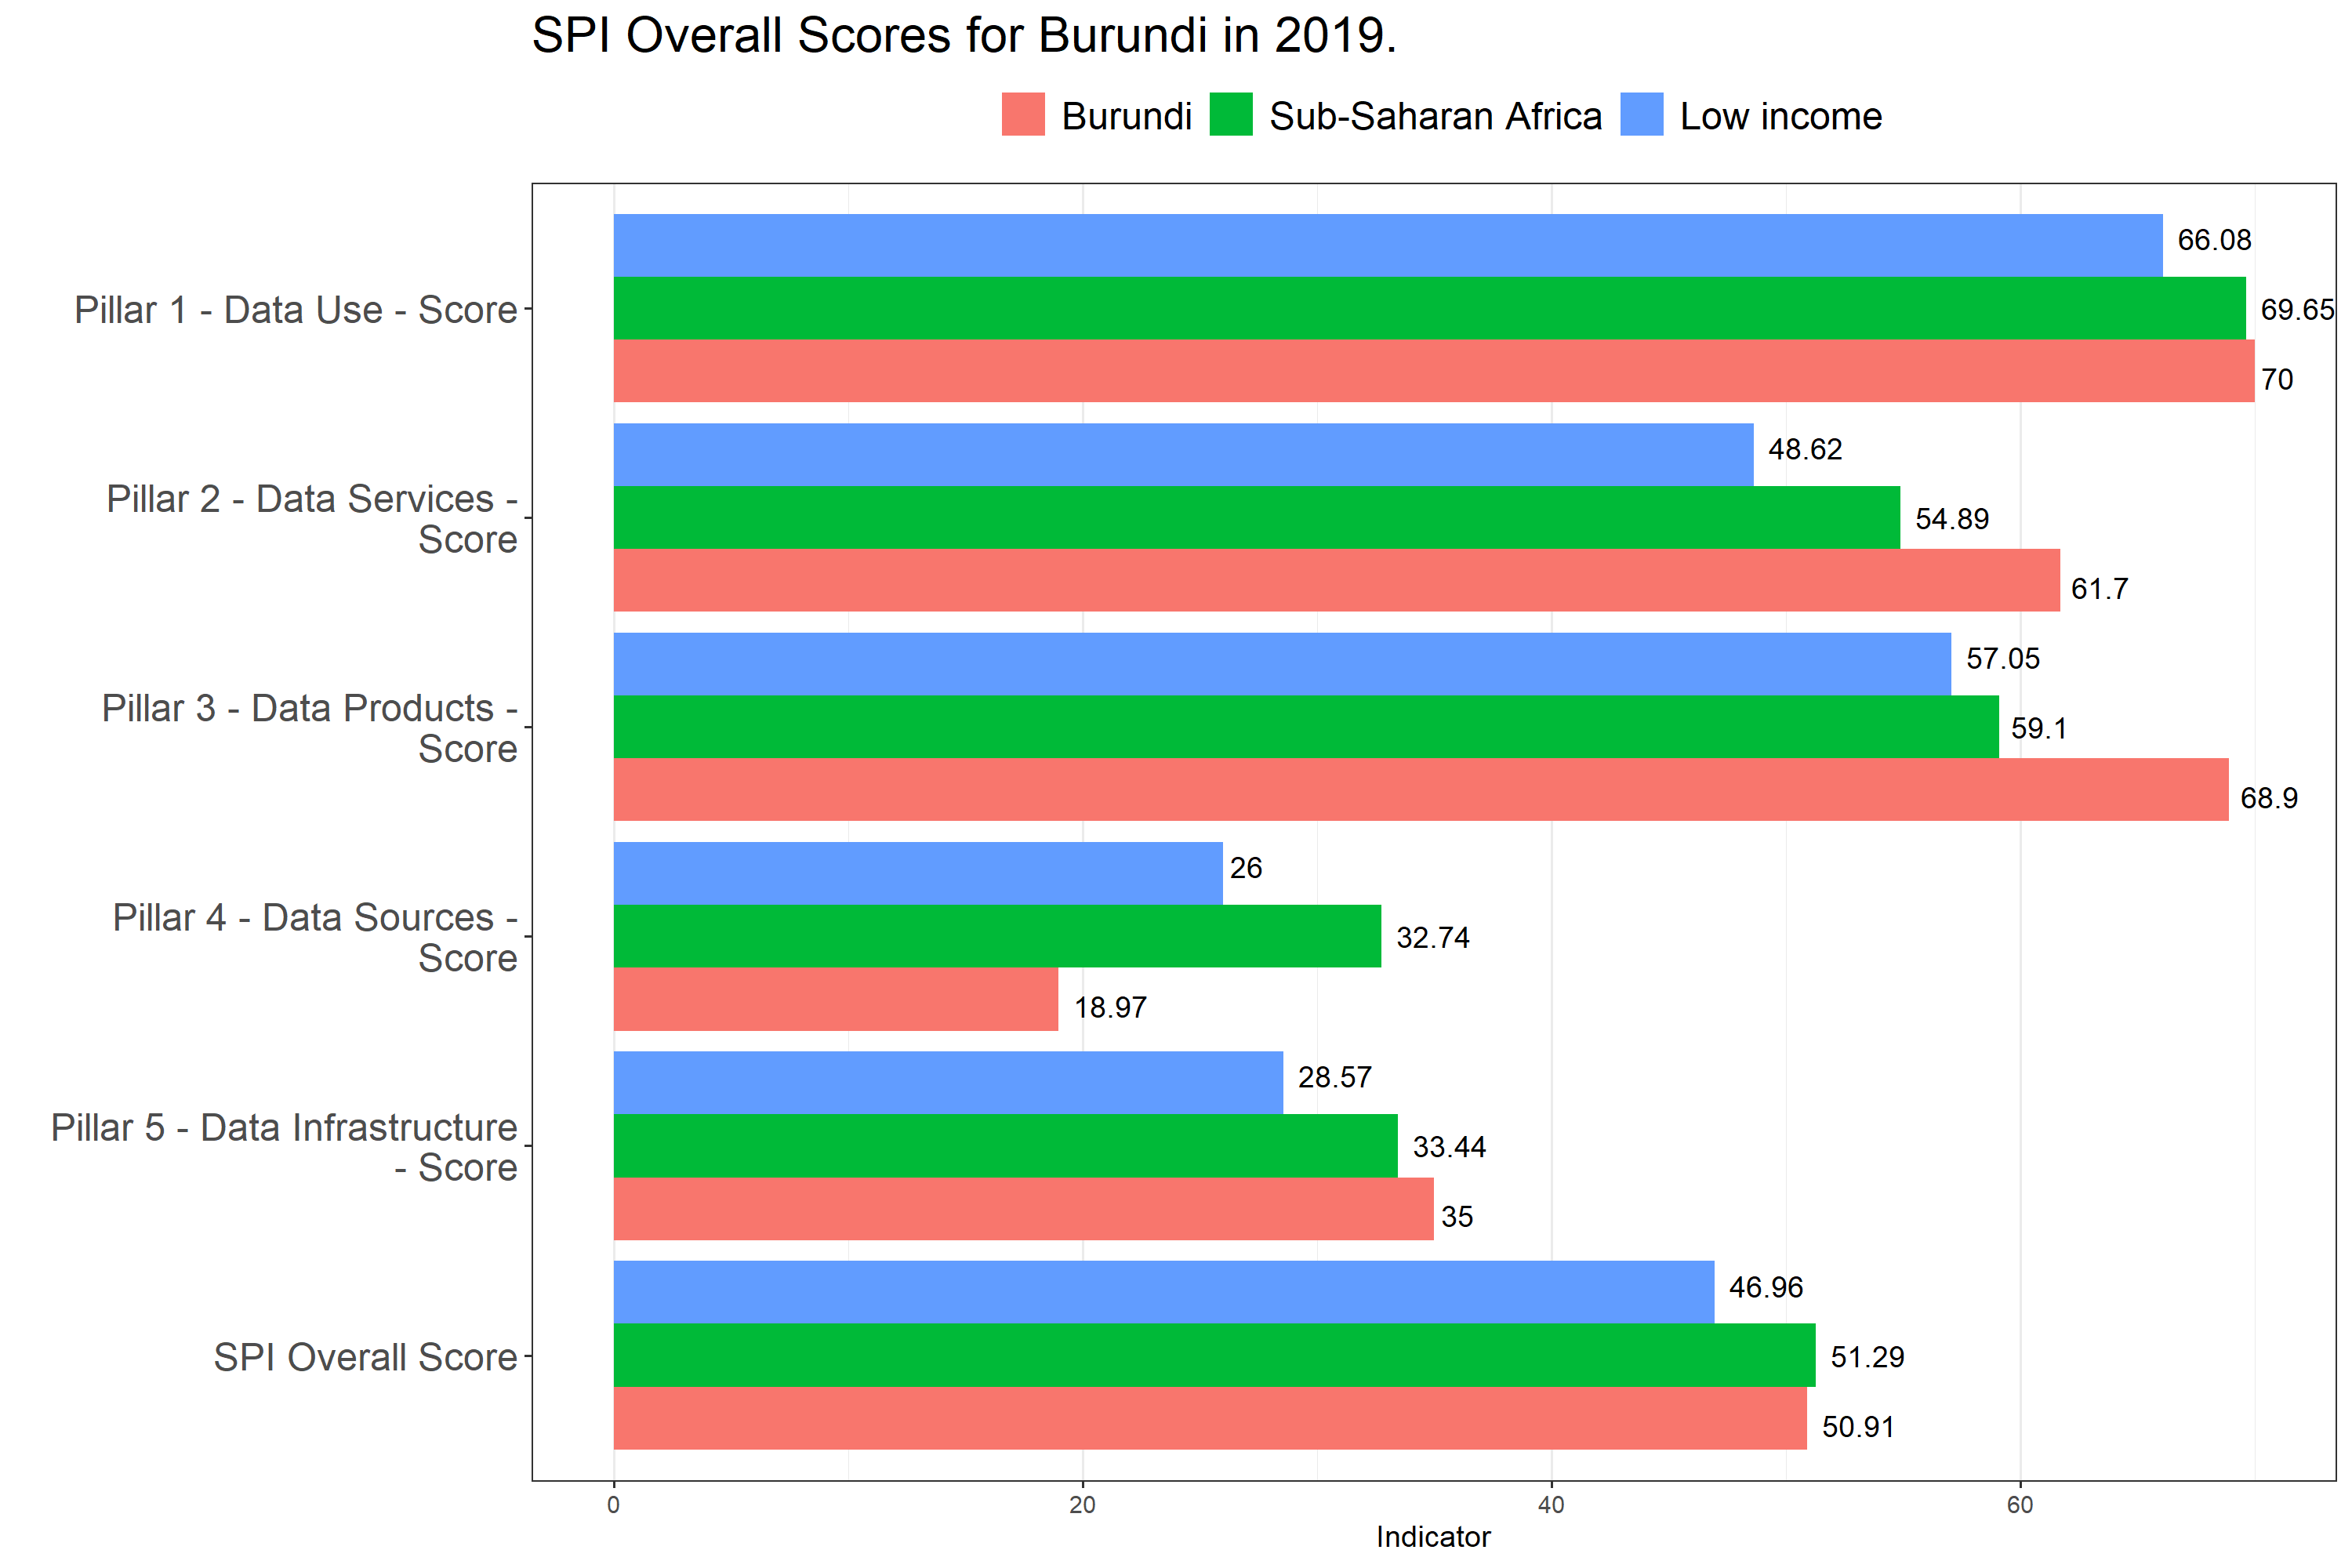 SPI Overall Scores for Burundi in 2019.
Burundi Sub-Saharan Africa Low income
Pillar 1 - Data Use - Score
66.08
69.65
70
Pillar 2 - Data Services -
Score
48.62
54.89
61.7
Pillar 3 - Data Products -
Score
57.05
59.1
68.9
Pillar 4 - Data Sources -
Score
26
32.74
18.97
Pillar 5 - Data Infrastructure
- Score
28.57
33.44
35
SPI Overall Score
46.96
51.29
50.91
0 20 40 60
Indicator